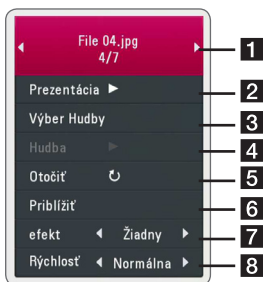 File 04.jpg
4/7
1
Prezentácia
2
Výber Hudby
3
Hudba
4
Otočiť
5
Priblížiť
6
efekt Žiadny
7
Rýchlosť Normálna
8